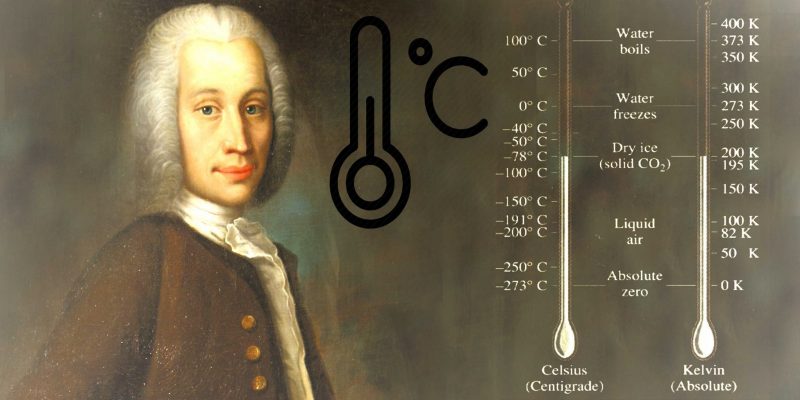 °C
100° C
50° C
0° C
−40° C
−50° C
−78° C
−100° C
−150° C
−191° C
−200° C
−250° C
−273° C
Water
boils
Water
freezes
Dry ice
(solid CO₂)
Liquid
air
Absolute
zero
400 K
373 K
350 K
300 K
273 K
250 K
200 K
195 K
150 K
100 K
82 K
50 K
0 K
Celsius
(Centigrade)
Kelvin
(Absolute)